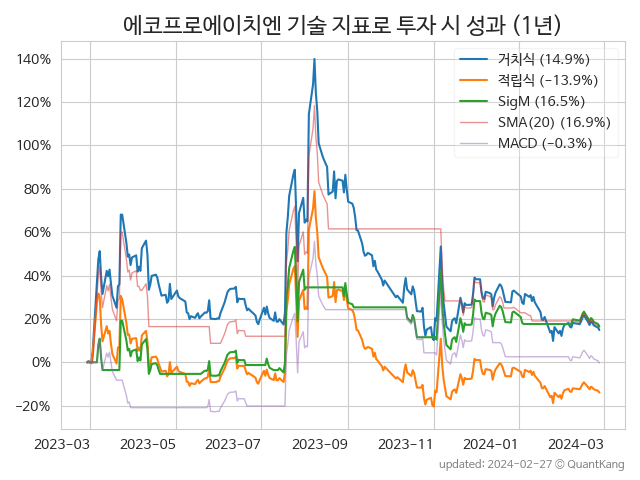 에코프로에이치엔 기술 지표로 투자 시 성과 (1년)
140%
120%
100%
80%
60%
40%
20%
0%
−20%
거치식 (14.9%)
적립식 (−13.9%)
SigM (16.5%)
SMA(20) (16.9%)
MACD (−0.3%)
2023-03 2023-05 2023-07 2023-09 2023-11 2024-01 2024-03
updated: 2024-02-27 © QuantKang